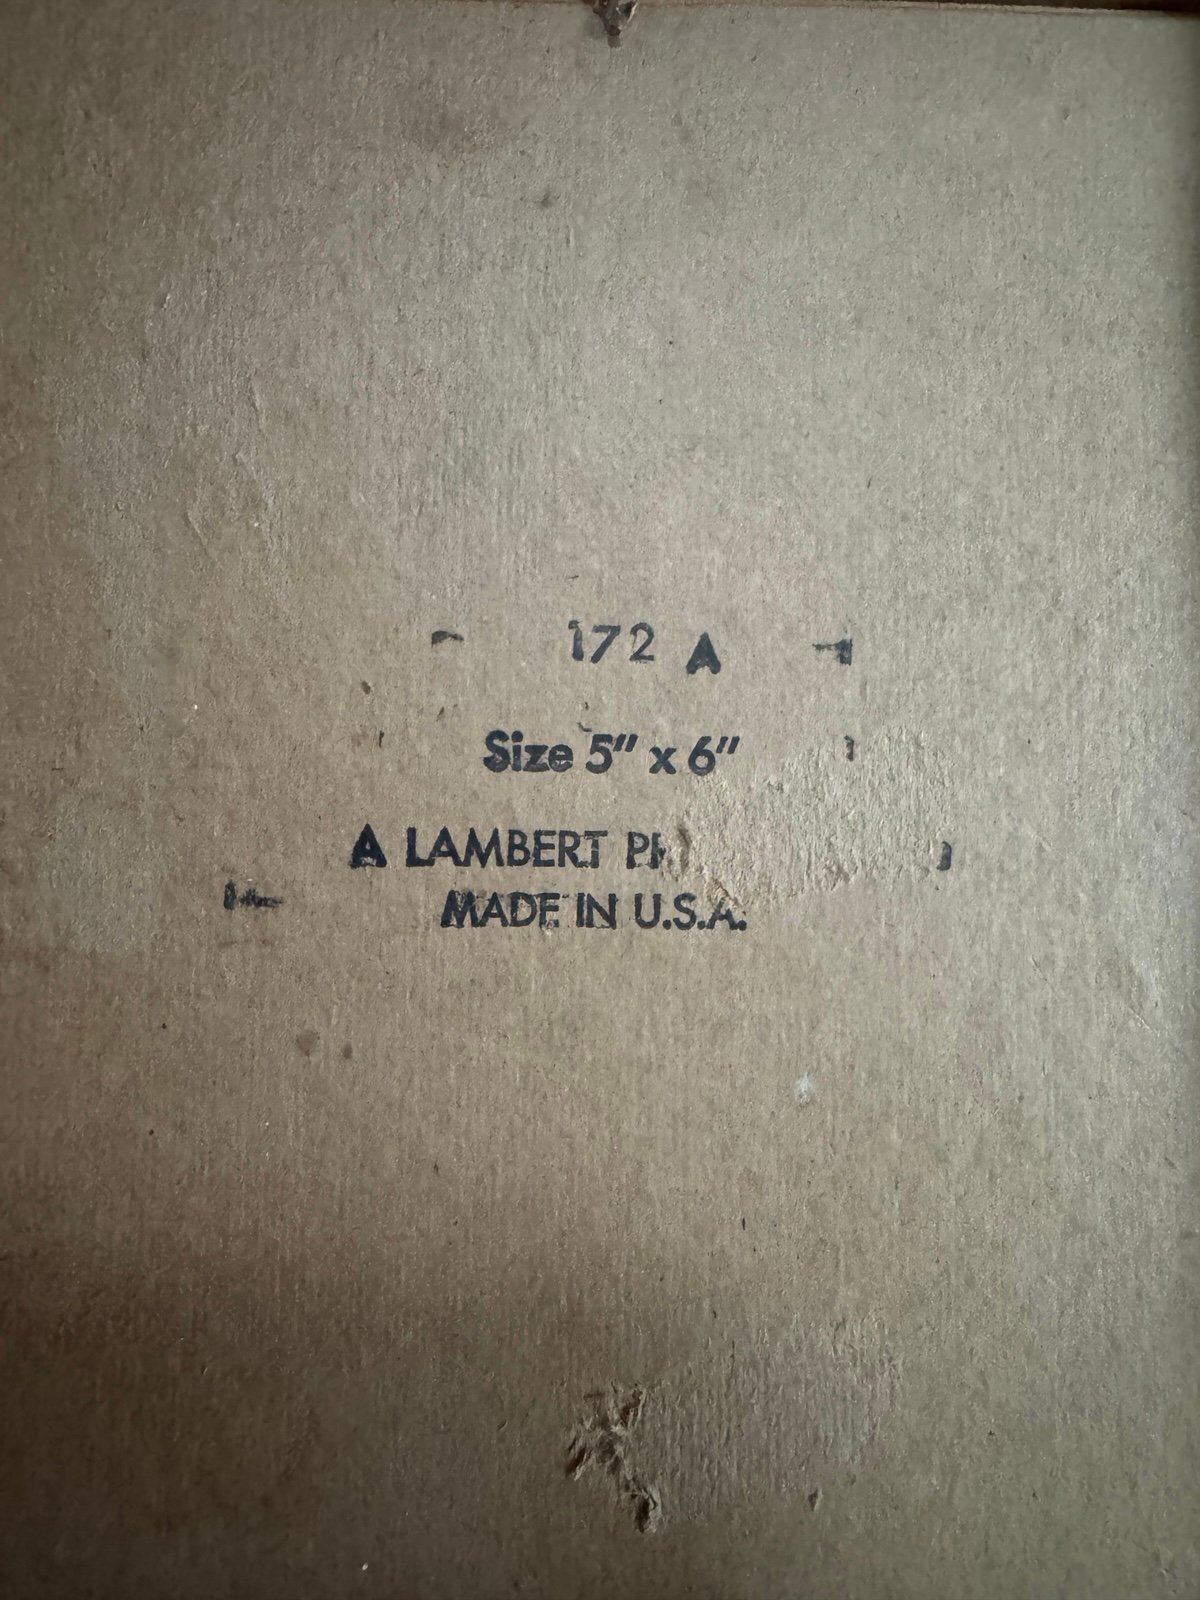 172 A
Size 5" x 6"
A LAMBERT
MADE IN U.S.A.